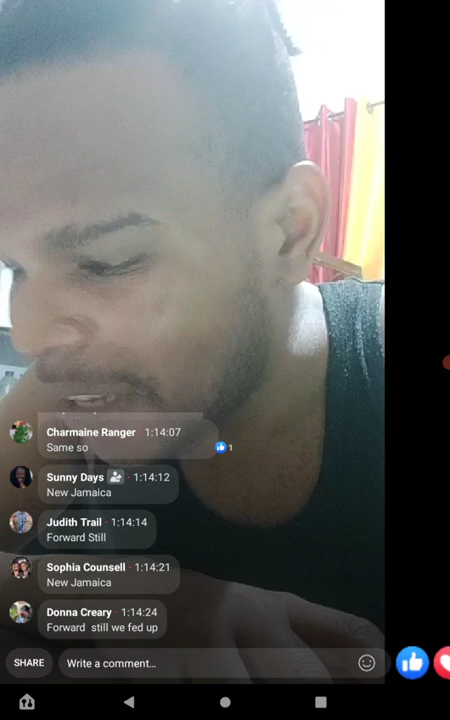 Charmaine Ranger 1:14:07
Same so
1
Sunny Days · 1:14:12
New Jamaica
Judith Trail · 1:14:14
Forward Still
Sophia Counsell · 1:14:21
New Jamaica
Donna Creary · 1:14:24
Forward still we fed up
SHARE
Write a comment...